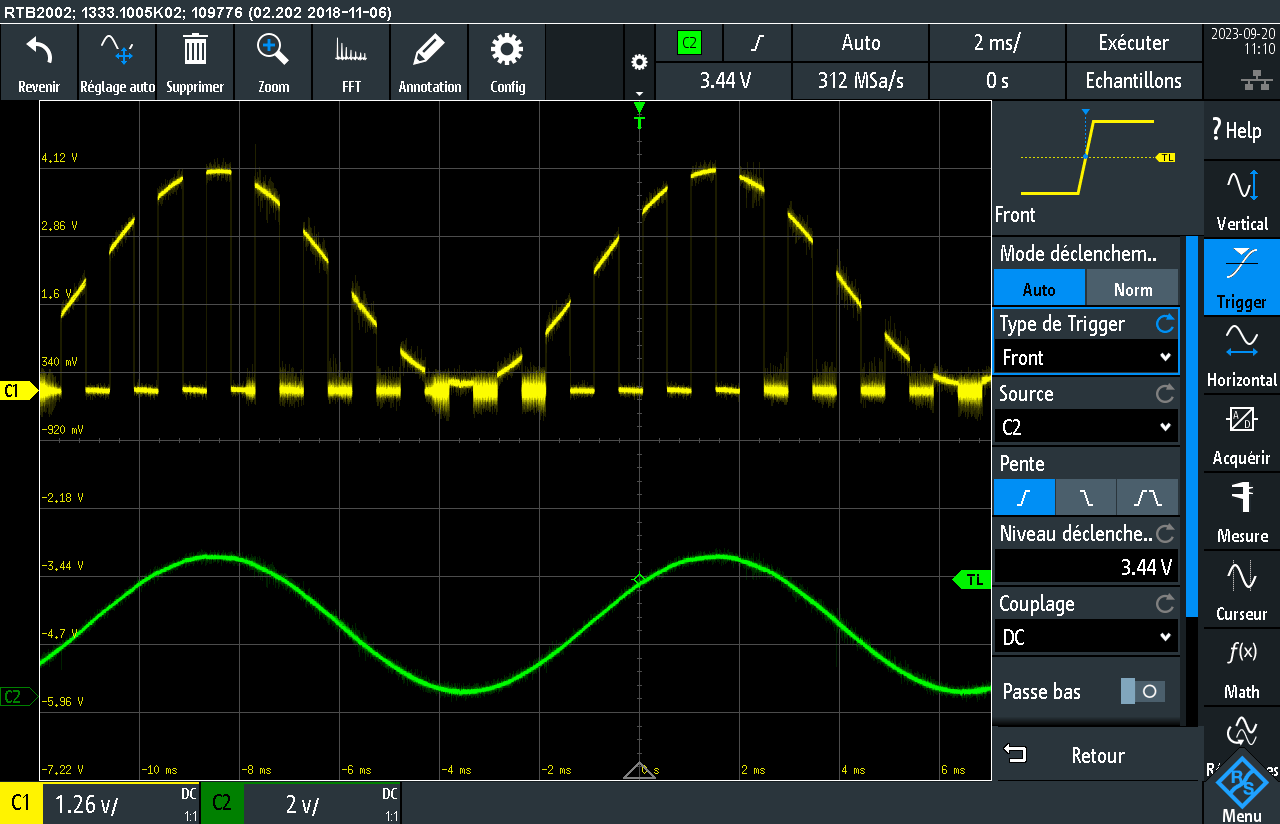 RTB2002; 1333.1005K02; 109776 (02.202 2018-11-06)
Revenir
Réglage auto
Supprimer
Zoom
FFT
Annotation
Config
C2
Auto
2 ms/
Exécuter
3.44 V
312 MSa/s
0 s
Echantillons
2023-09-20
11:10
T
4.12 V
2.86 V
1.6 V
340 mV
C1
-920 mV
-2.18 V
-3.44 V
TL
-4.7 V
C2
-5.96 V
-7.22 V
-10 ms
-8 ms
-6 ms
-4 ms
-2 ms
0 s
2 ms
4 ms
6 ms
TL
Front
Mode déclenchem..
Auto
Norm
Type de Trigger
Front
Source
C2
Pente
Niveau déclenche..
3.44 V
Couplage
DC
Passe bas
Retour
? Help
Vertical
Trigger
Horizontal
A/D
Acquérir
Mesure
Curseur
f(x)
Math
R&S
Menu
C1
1.26 v/
DC
1:1
C2
2 v/
DC
1:1